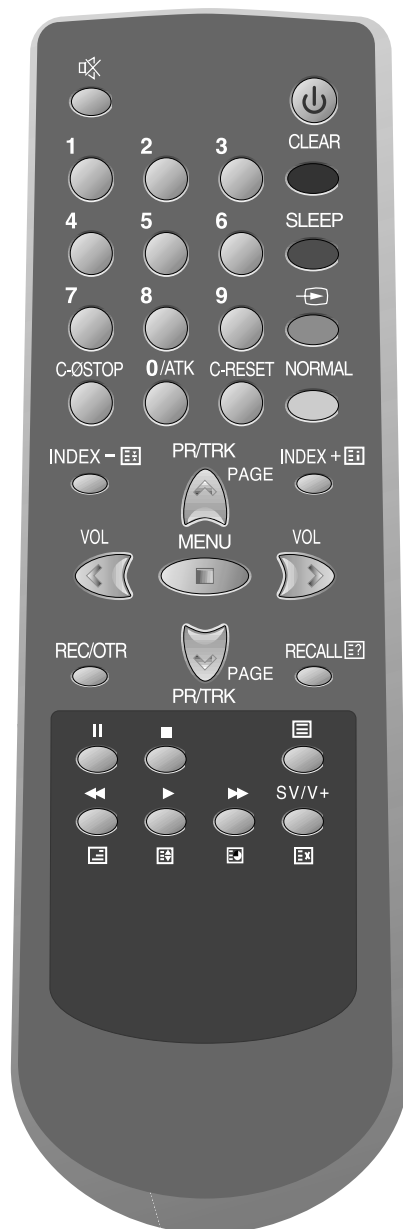 CLEAR
1 2 3
4 5 6 SLEEP
7 8 9
C-ØSTOP 0/ATK C-RESET NORMAL
INDEX - PR/TRK INDEX +
PAGE
VOL MENU VOL
REC/OTR RECALL
PAGE
PR/TRK
SV/V+